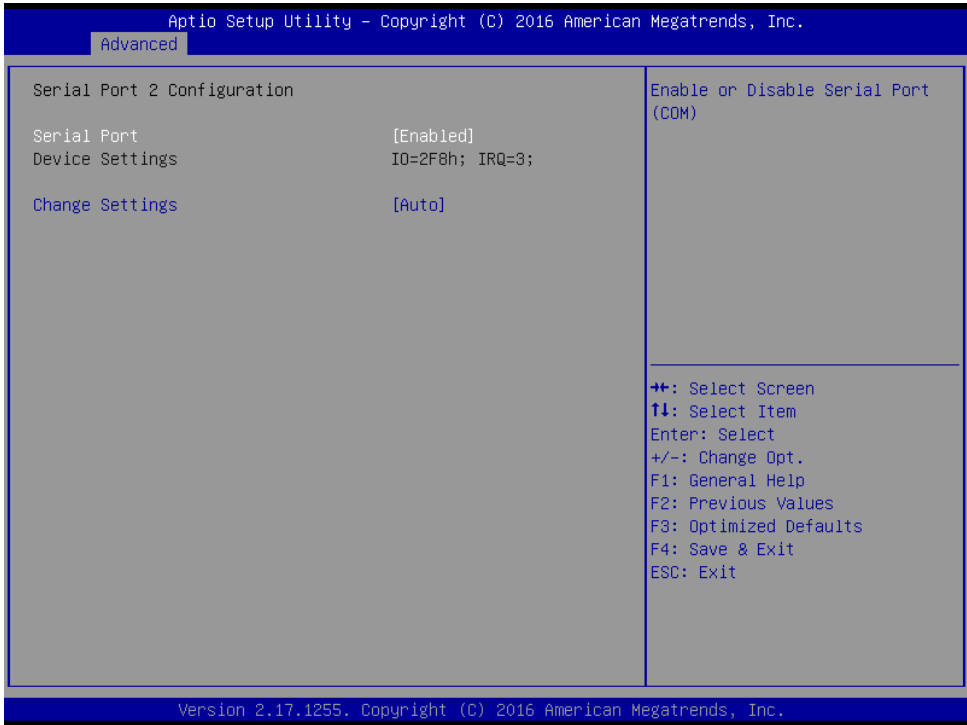 Aptio Setup Utility – Copyright (C) 2016 American Megatrends, Inc.
Advanced
Serial Port 2 Configuration
Serial Port [Enabled]
Device Settings IO=2F8h; IRQ=3;
Change Settings [Auto]
Enable or Disable Serial Port
(COM)
→←: Select Screen
↑↓: Select Item
Enter: Select
+/-: Change Opt.
F1: General Help
F2: Previous Values
F3: Optimized Defaults
F4: Save & Exit
ESC: Exit
Version 2.17.1255. Copyright (C) 2016 American Megatrends, Inc.